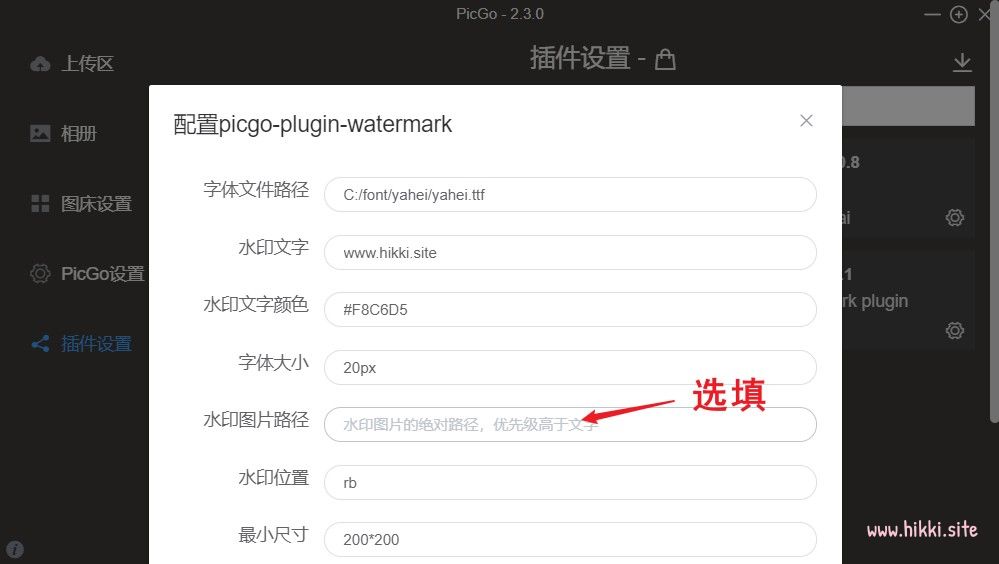 PicGo - 2.3.0
上传区
插件设置 -
配置picgo-plugin-watermark
相册
0.8
字体文件路径 C:/font/yahei/yahei.ttf
图床设置
ai
水印文字 www.hikki.site
PicGo设置
.1
水印文字颜色 #F8C6D5
rk plugin
插件设置
字体大小 20px
选填
水印图片路径 水印图片的绝对路径，优先级高于文字
水印位置 rb
www.hikki.site
最小尺寸 200*200